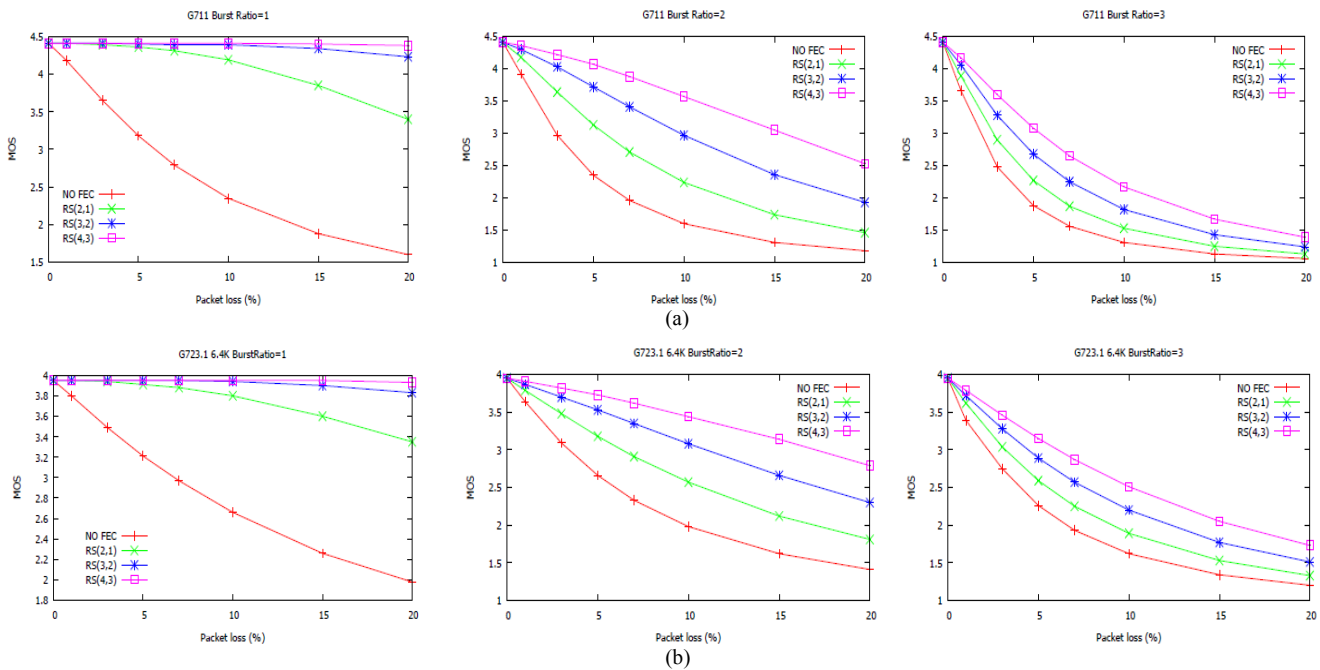 G711 Burst Ratio=1
4.5
4
3.5
3
2.5
2
1.5
MOS
NO FEC
RS(2,1)
RS(3,2)
RS(4,3)
0
5
10
15
20
Packet loss (%)
G711 Burst Ratio=2
4.5
4
3.5
3
2.5
2
1.5
1
MOS
NO FEC
RS(2,1)
RS(3,2)
RS(4,3)
0
5
10
15
20
Packet loss (%)
G711 Burst Ratio=3
4.5
4
3.5
3
2.5
2
1.5
1
MOS
NO FEC
RS(2,1)
RS(3,2)
RS(4,3)
0
5
10
15
20
Packet loss (%)
(a)
G723.1 6.4K BurstRatio=1
4
3.8
3.6
3.4
3.2
3
2.8
2.6
2.4
2.2
2
1.8
MOS
NO FEC
RS(2,1)
RS(3,2)
RS(4,3)
0
5
10
15
20
Packet loss (%)
G723.1 6.4K BurstRatio=2
4
3.5
3
2.5
2
1.5
1
MOS
NO FEC
RS(2,1)
RS(3,2)
RS(4,3)
0
5
10
15
20
Packet loss (%)
G723.1 6.4K BurstRatio=3
4
3.5
3
2.5
2
1.5
1
MOS
NO FEC
RS(2,1)
RS(3,2)
RS(4,3)
0
5
10
15
20
Packet loss (%)
(b)